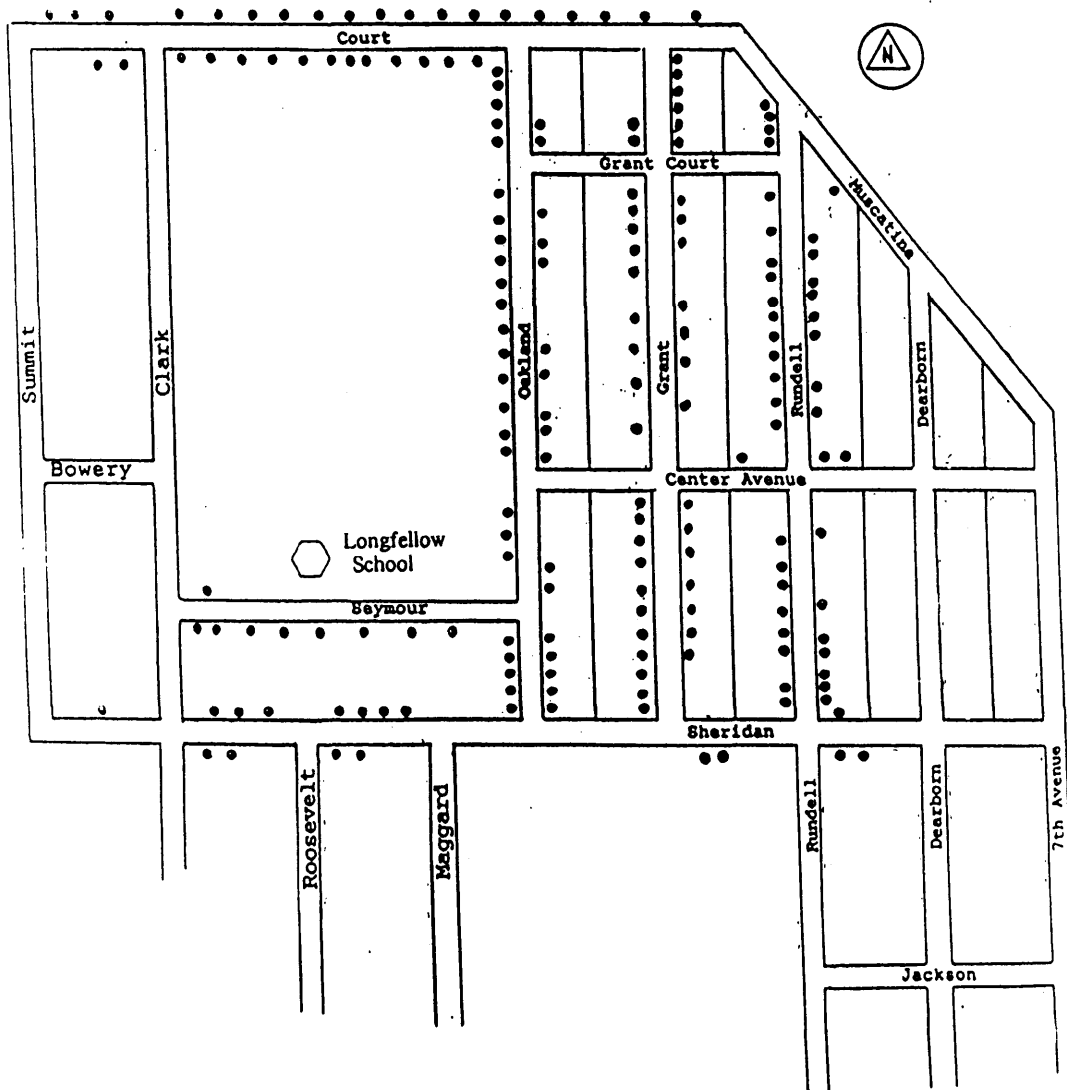 Court
N
Grant Court
Muscatine
Summit
Clark
Oakland
Grant
Rundell
Dearborn
Bowery
Center Avenue
Longfellow
School
Seymour
Sheridan
Roosevelt
Maggard
Rundell
Dearborn
7th Avenue
Jackson